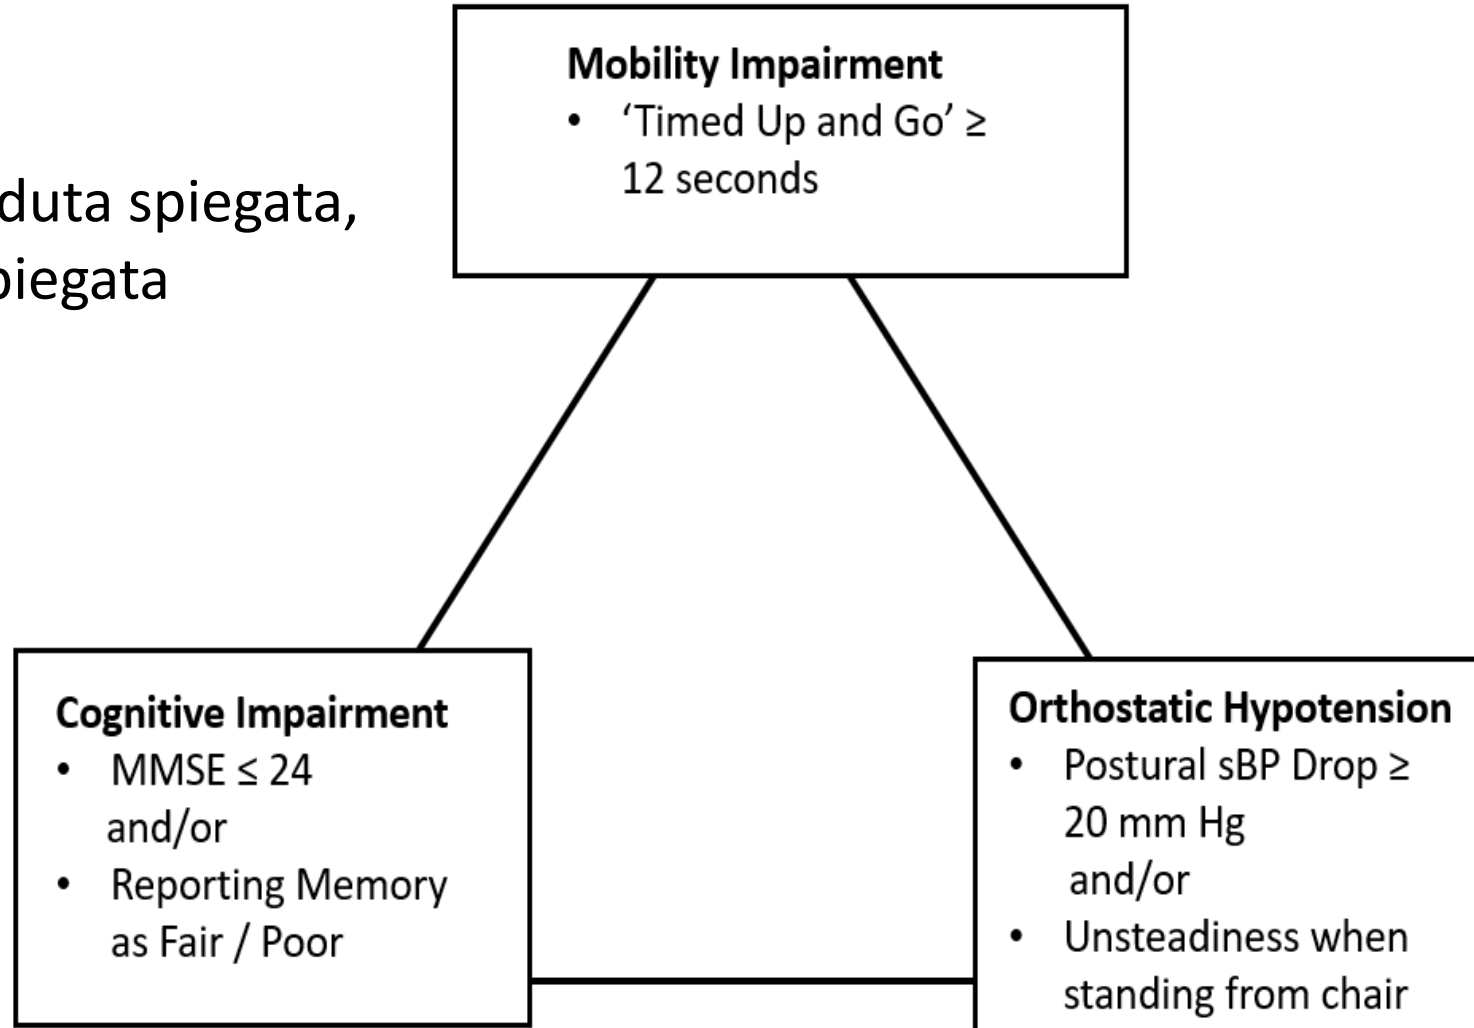 duta spiegata,
piegata
Mobility Impairment
• ‘Timed Up and Go’ ≥
12 seconds
Cognitive Impairment
• MMSE ≤ 24
and/or
• Reporting Memory
as Fair / Poor
Orthostatic Hypotension
• Postural sBP Drop ≥
20 mm Hg
and/or
• Unsteadiness when
standing from chair